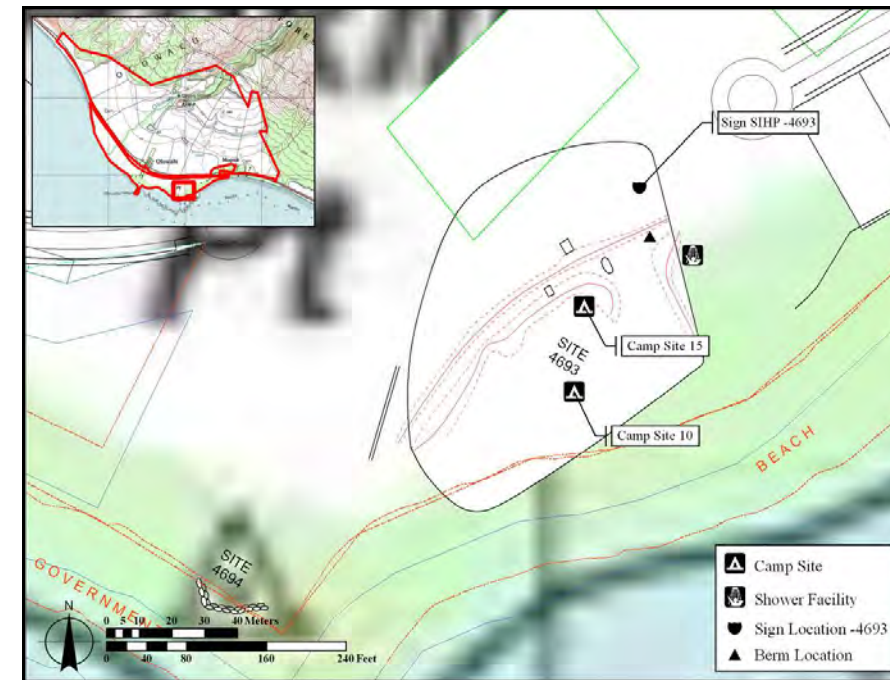 Sign SIHP -4693
Camp Site 15
SITE
4693
Camp Site 10
BEACH
SITE
4694
GOVERNMEN
N
0 5 10 20 30 40 Meters
0 40 80 160 240 Feet
Camp Site
Shower Facility
Sign Location -4693
Berm Location